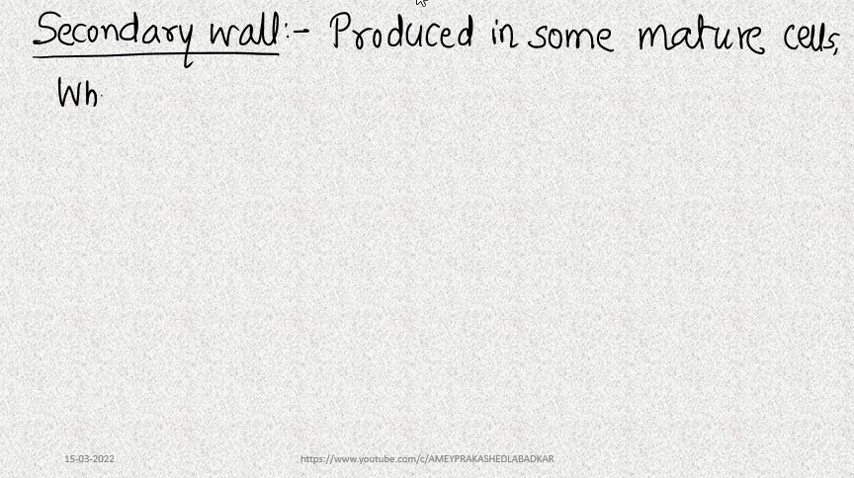 Secondary wall:- Produced in some mature cells,
Wh
15-03-2022
https://www.youtube.com/c/AMEYPRAKASHEDLABADKAR